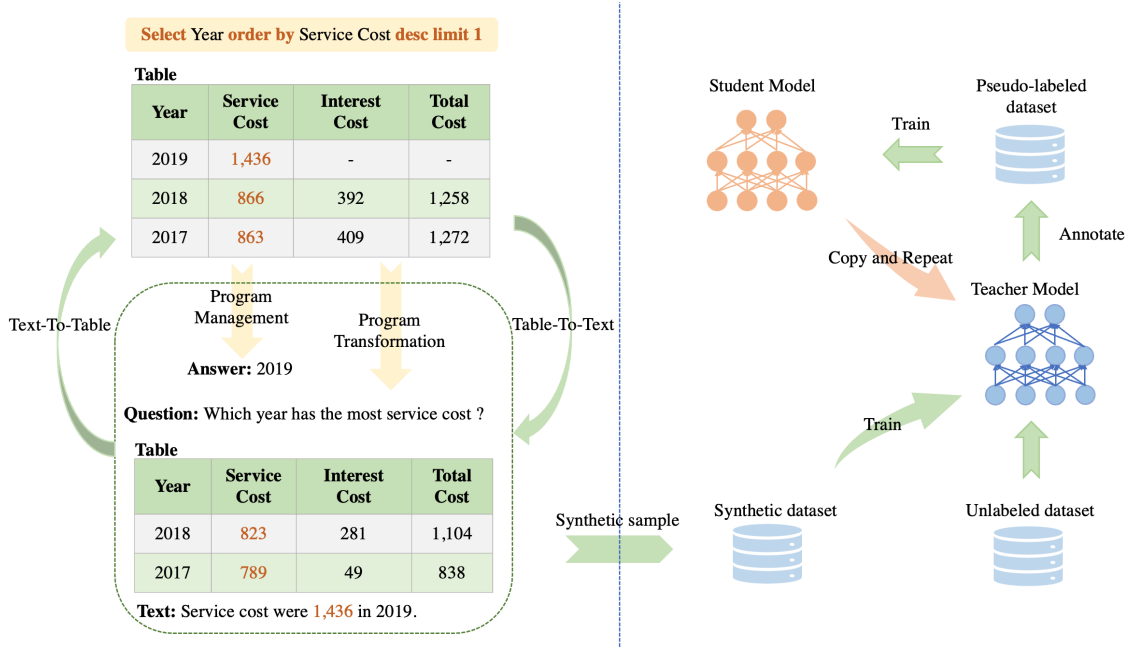 Select Year order by Service Cost desc limit 1
Table
Year Service Cost Interest Cost Total Cost
2019 1,436 - -
2018 866 392 1,258
2017 863 409 1,272
Text-To-Table
Program
Management
Program
Transformation
Table-To-Text
Answer: 2019
Question: Which year has the most service cost ?
Table
Year Service Cost Interest Cost Total Cost
2018 823 281 1,104
2017 789 49 838
Text: Service cost were 1,436 in 2019.
Synthetic sample
Student Model
Pseudo-labeled
dataset
Train
Annotate
Copy and Repeat
Teacher Model
Train
Synthetic dataset
Unlabeled dataset